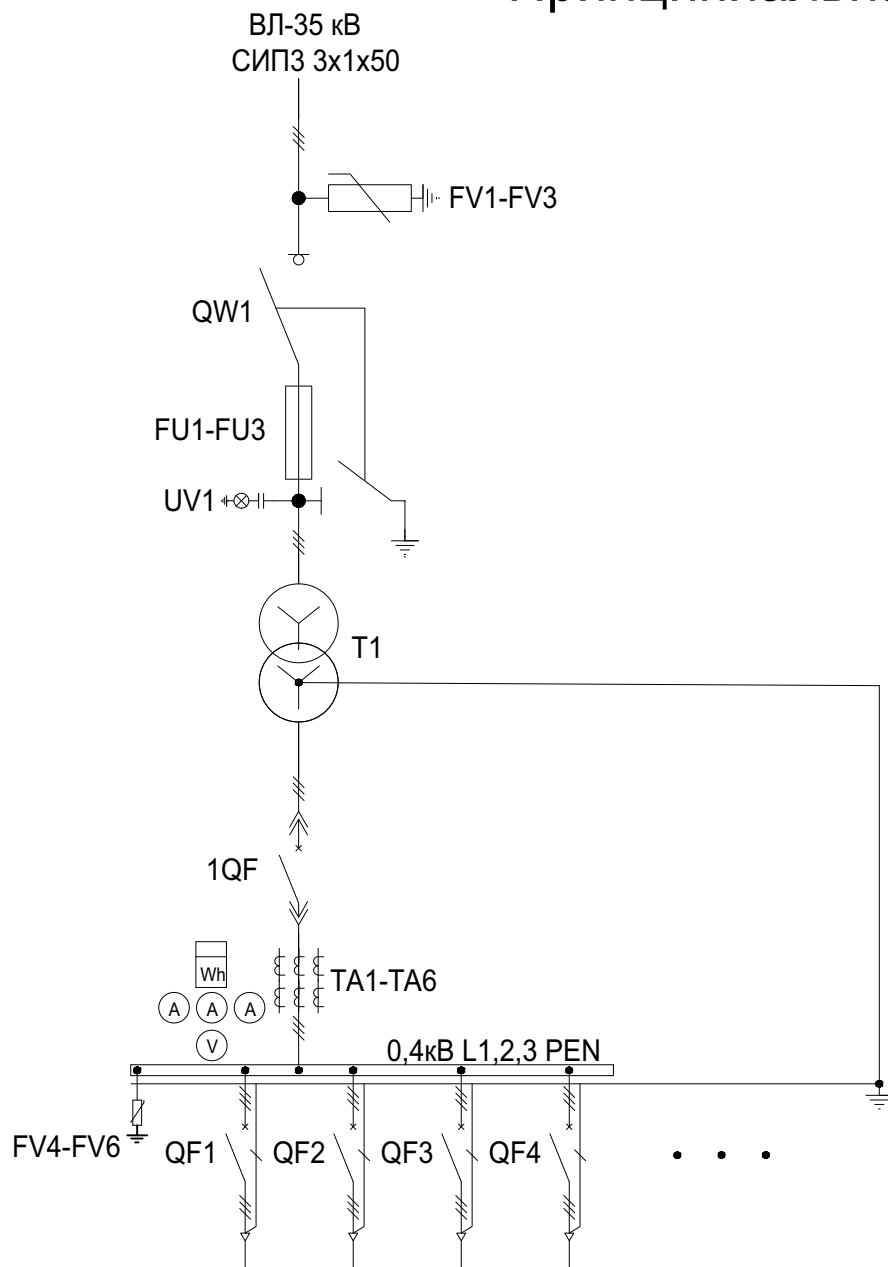 ВЛ-35 кВ
СИП3 3х1х50
FV1-FV3
QW1
FU1-FU3
UV1
T1
1QF
Wh
TA1-TA6
A A A
V
0,4кВ L1,2,3 PEN
FV4-FV6
QF1 QF2 QF3 QF4